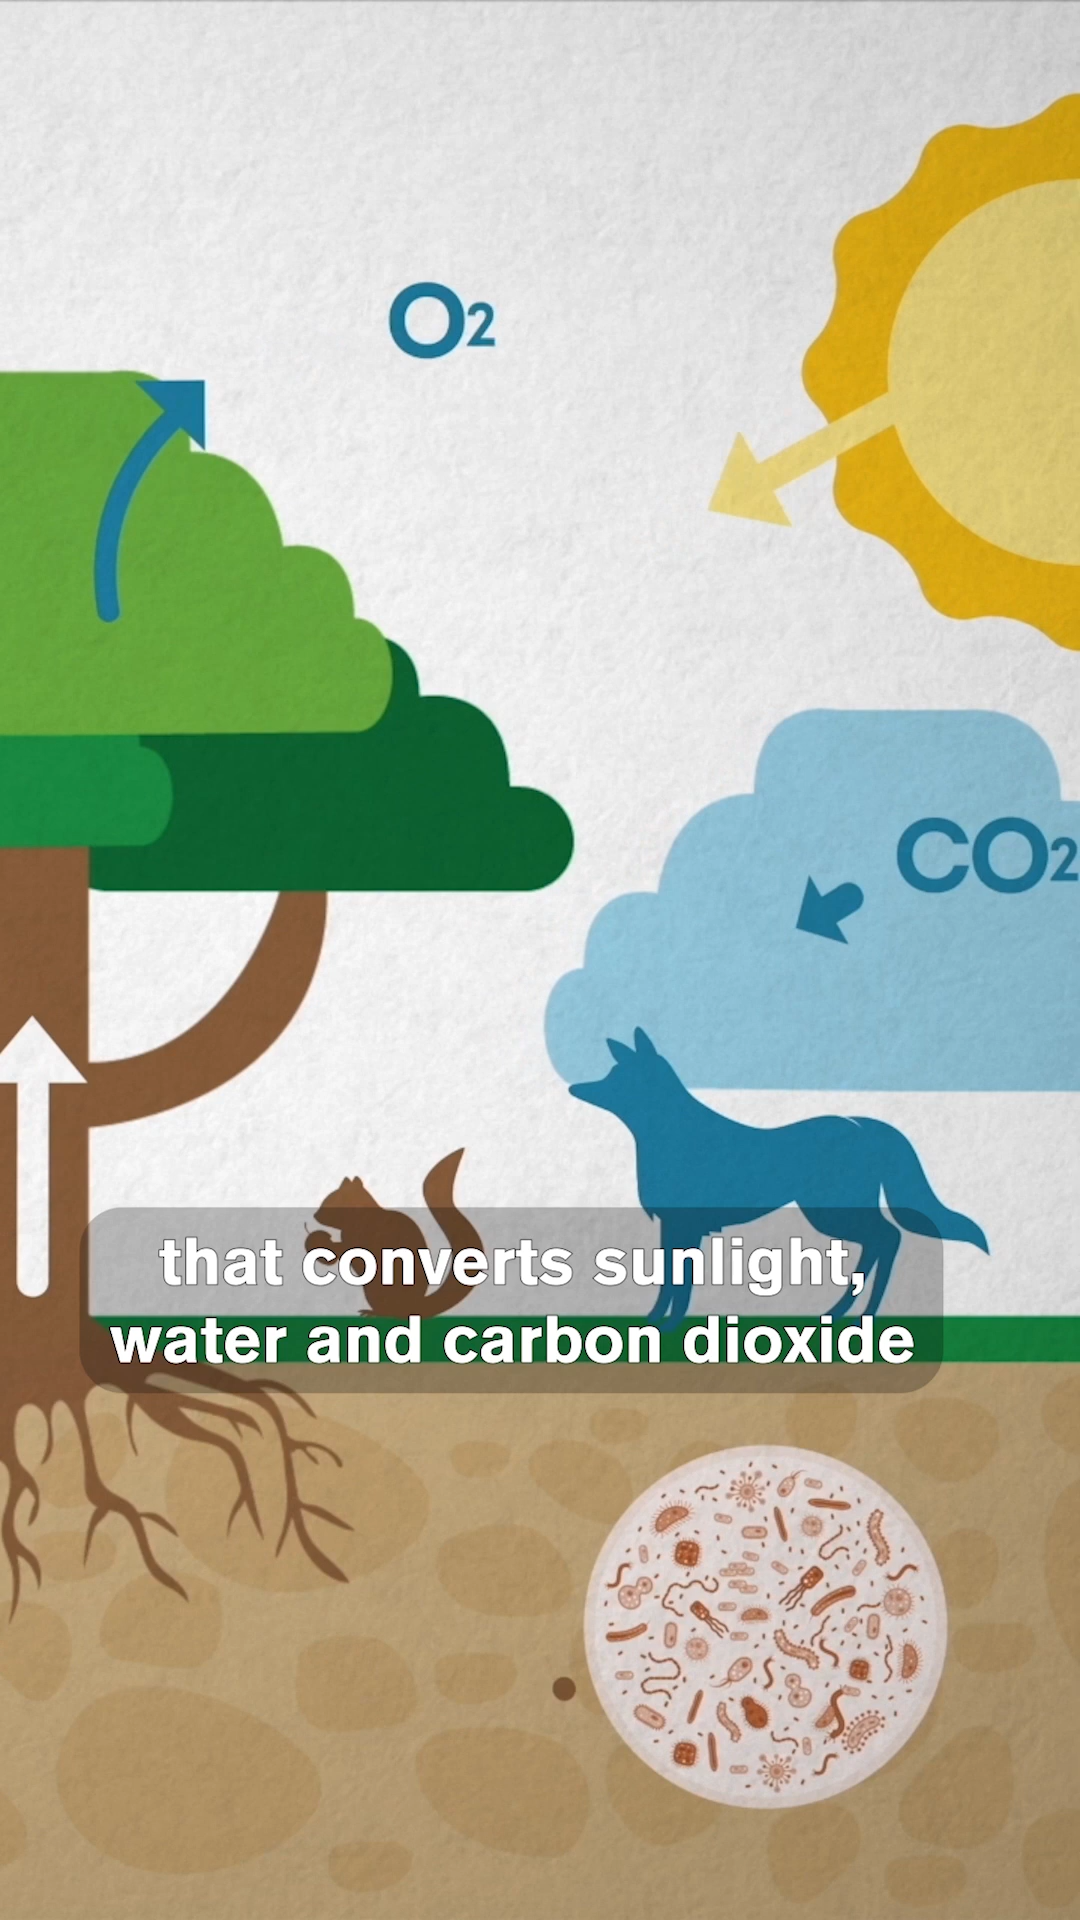 O2
CO2
that converts sunlight,
water and carbon dioxide